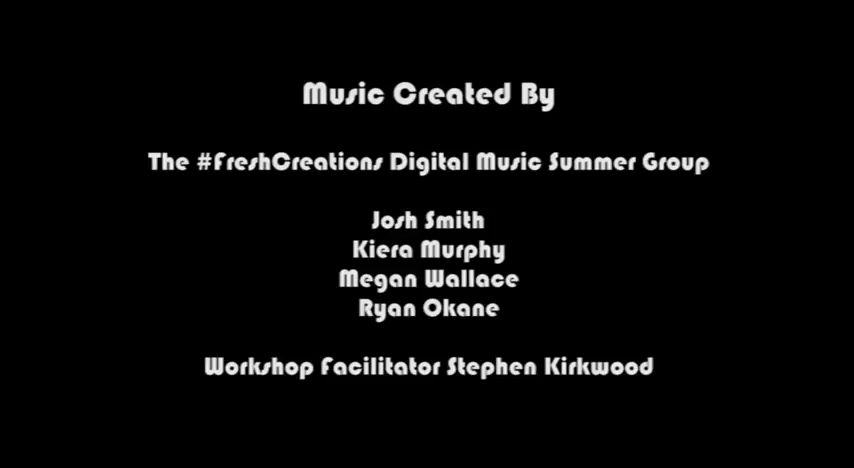 Music Created By
The #FreshCreations Digital Music Summer Group
Josh Smith
Kiera Murphy
Megan Wallace
Ryan Okane
Workshop Facilitator Stephen Kirkwood